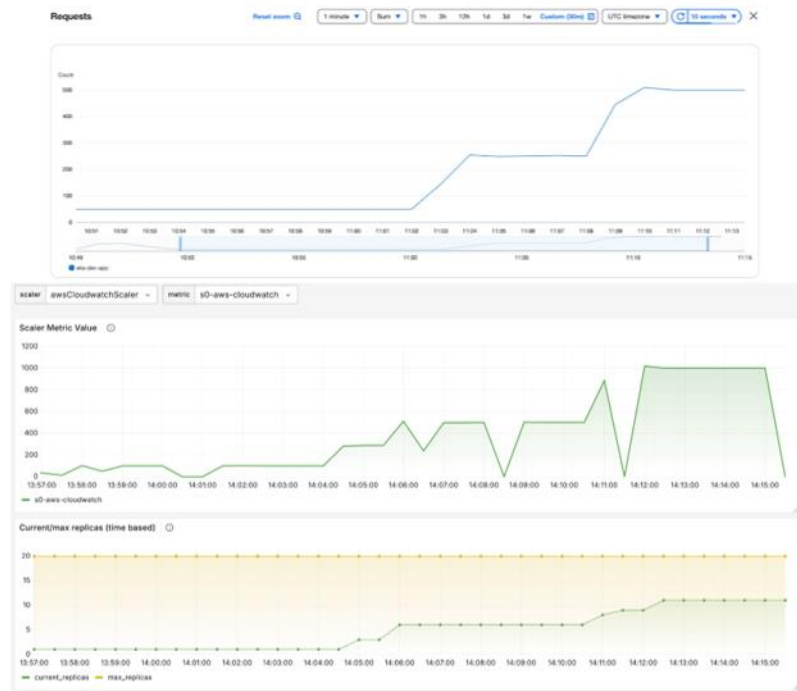 Requests Reset zoom 1 minute Sum 1h 3h 12h 1d 3d 1w Custom (30m) UTC timezone 10 seconds
Count
500
400
300
200
100
0
10:51 10:52 10:53 10:54 10:55 10:56 10:57 10:58 10:59 11:00 11:01 11:02 11:03 11:04 11:05 11:06 11:07 11:08 11:09 11:10 11:11 11:12 11:13
11:00 11:05 11:10 11:15
scaler awsCloudwatchScaler metric s0-aws-cloudwatch
Scaler Metric Value
1200
1000
800
600
400
200
0
13:57:00 13:58:00 13:59:00 14:00:00 14:01:00 14:02:00 14:03:00 14:04:00 14:05:00 14:06:00 14:07:00 14:08:00 14:09:00 14:10:00 14:11:00 14:12:00 14:13:00 14:14:00 14:15:00
s0-aws-cloudwatch
Current/max replicas (time based)
20
15
10
5
0
13:57:00 13:58:00 13:59:00 14:00:00 14:01:00 14:02:00 14:03:00 14:04:00 14:05:00 14:06:00 14:07:00 14:08:00 14:09:00 14:10:00 14:11:00 14:12:00 14:13:00 14:14:00 14:15:00
current_replicas max_replicas